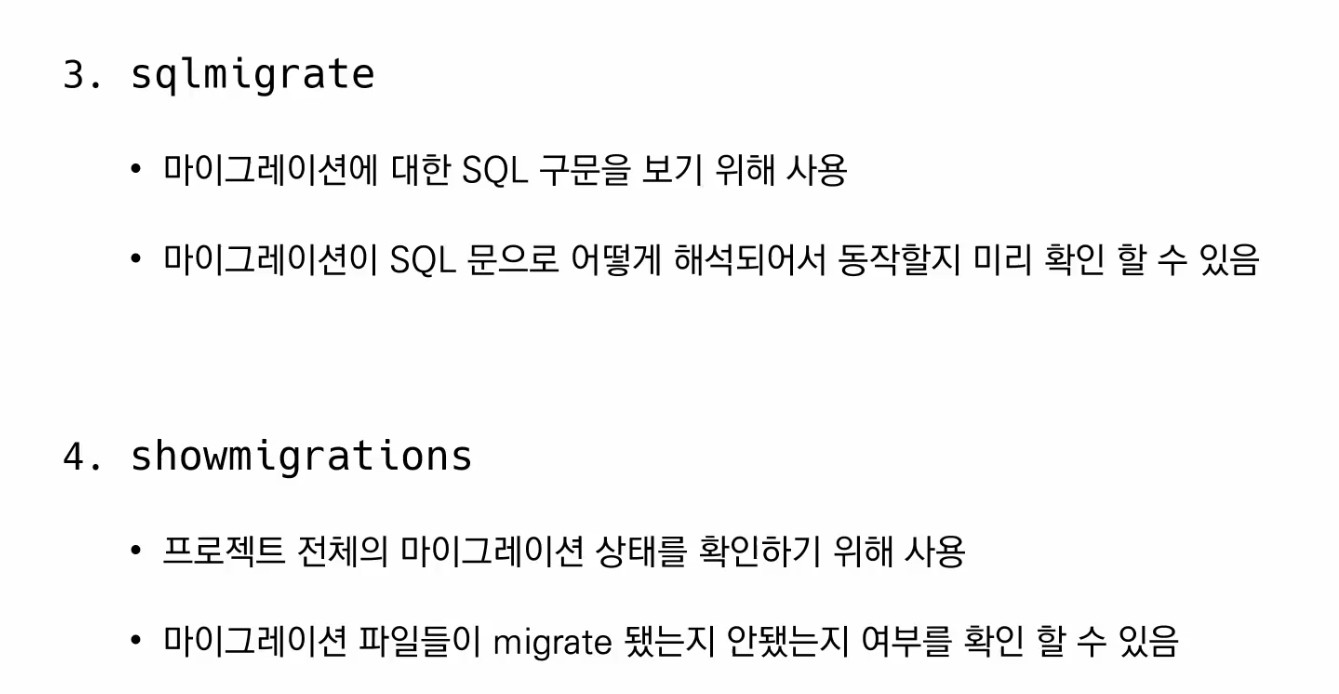 3. sqlmigrate
• 마이그레이션에 대한 SQL 구문을 보기 위해 사용
• 마이그레이션이 SQL 문으로 어떻게 해석되어서 동작할지 미리 확인 할 수 있음
4. showmigrations
• 프로젝트 전체의 마이그레이션 상태를 확인하기 위해 사용
• 마이그레이션 파일들이 migrate 됐는지 안됐는지 여부를 확인 할 수 있음